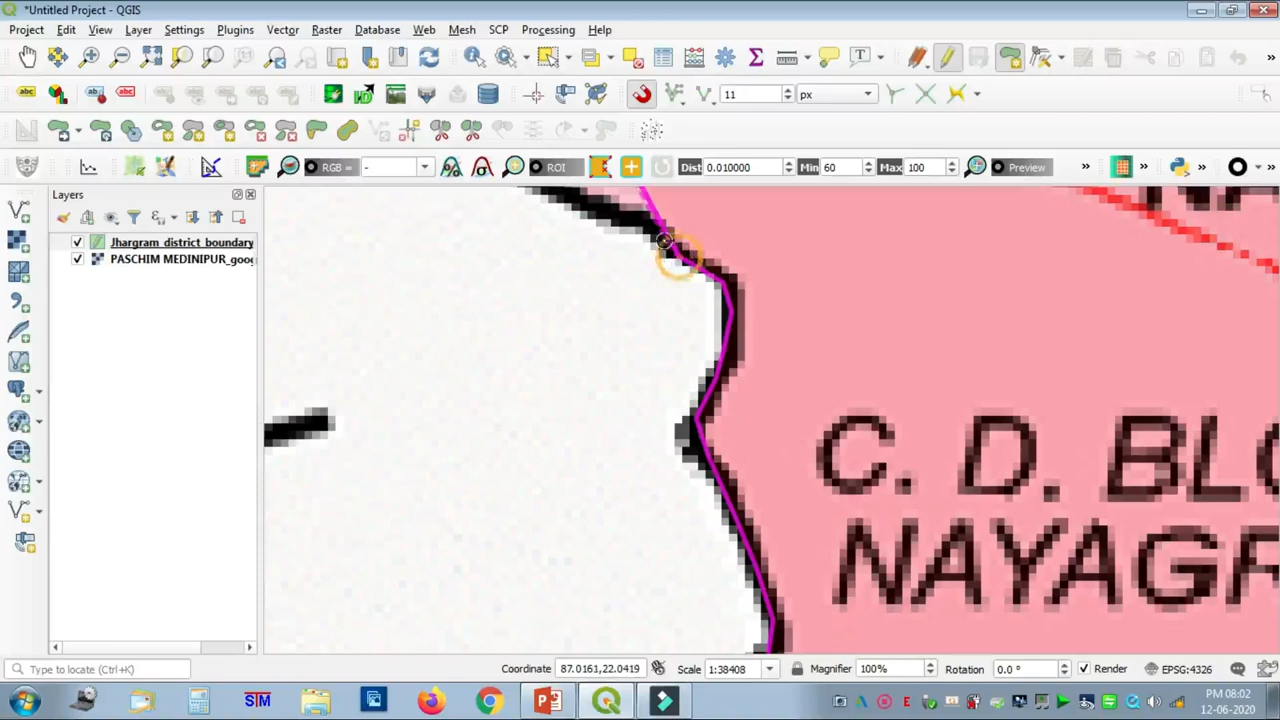 *Untitled Project - QGIS
Project Edit View Layer Settings Plugins Vector Raster Database Web Mesh SCP Processing Help
11 px
RGB = - ROI Dist 0.010000 Min 60 Max 100 Preview
Layers
Jhargram_district_boundary
PASCHIM MEDINIPUR_goo
C. D. BLO
NAYAGR
Type to locate (Ctrl+K) Coordinate 87.0161,22.0419 Scale 1:38408 Magnifier 100% Rotation 0.0 ° Render EPSG:4326
PM 08:02
12-06-2020